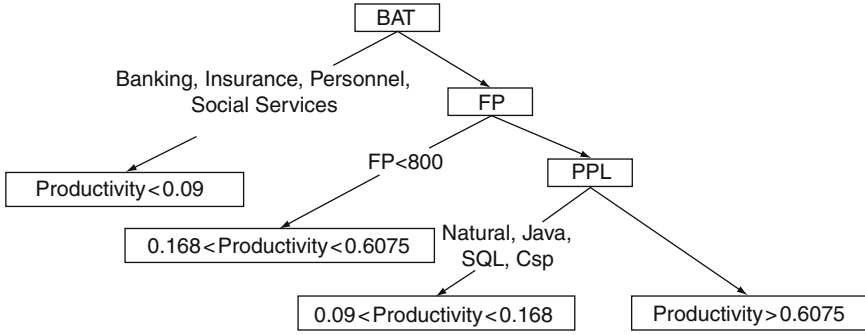 BAT
Banking, Insurance, Personnel,
Social Services
FP
FP<800
PPL
Productivity<0.09
Natural, Java,
SQL, Csp
0.168<Productivity<0.6075
0.09<Productivity<0.168
Productivity>0.6075